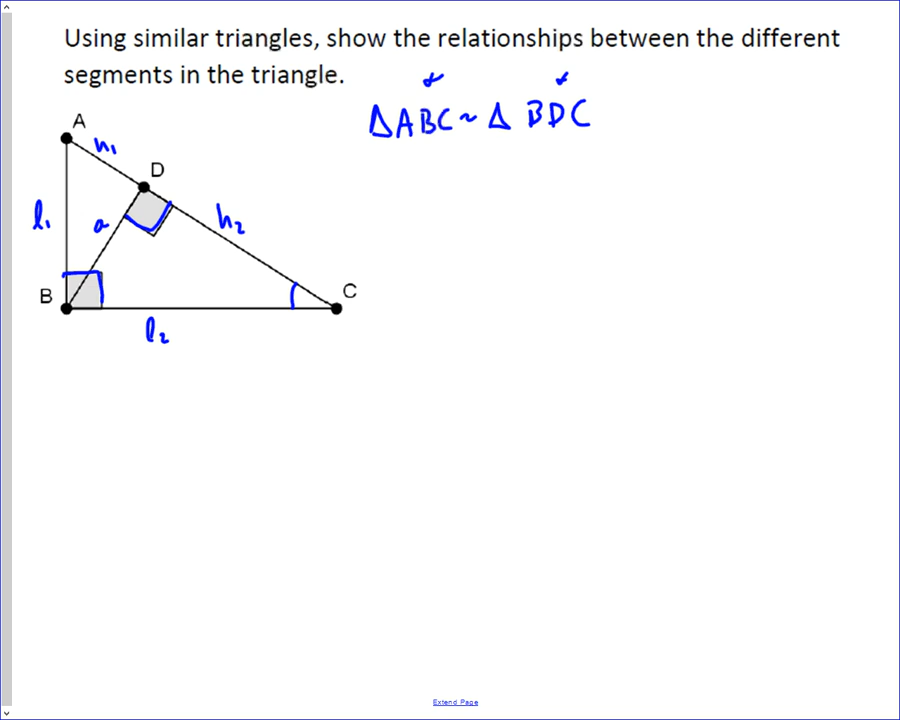 Using similar triangles, show the relationships between the different
segments in the triangle.
ΔABC ~ Δ BDC
A
h₁
D
l₁
a
h₂
B
C
l₂
Extend Page